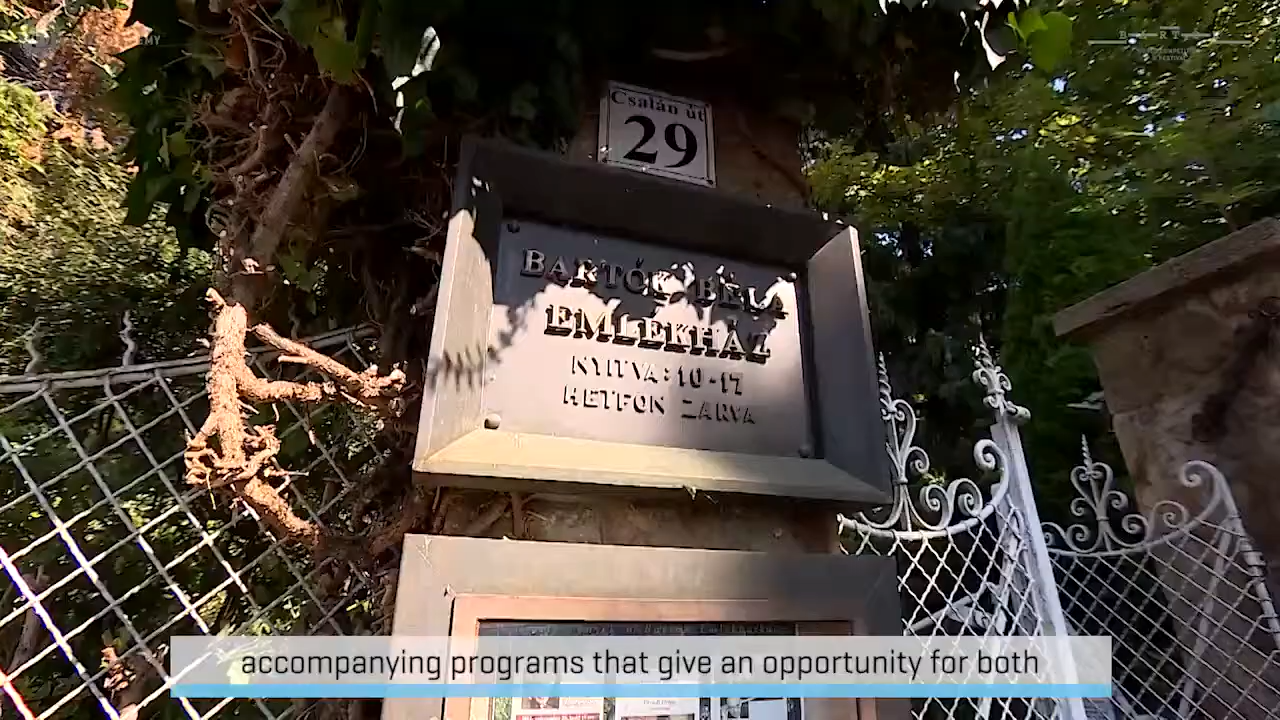 BART
Csalán út
29
BARTÓK BÉLA
EMLÉKHÁZ
NYITVA: 10-17
HÉTFŐN ZÁRVA
accompanying programs that give an opportunity for both